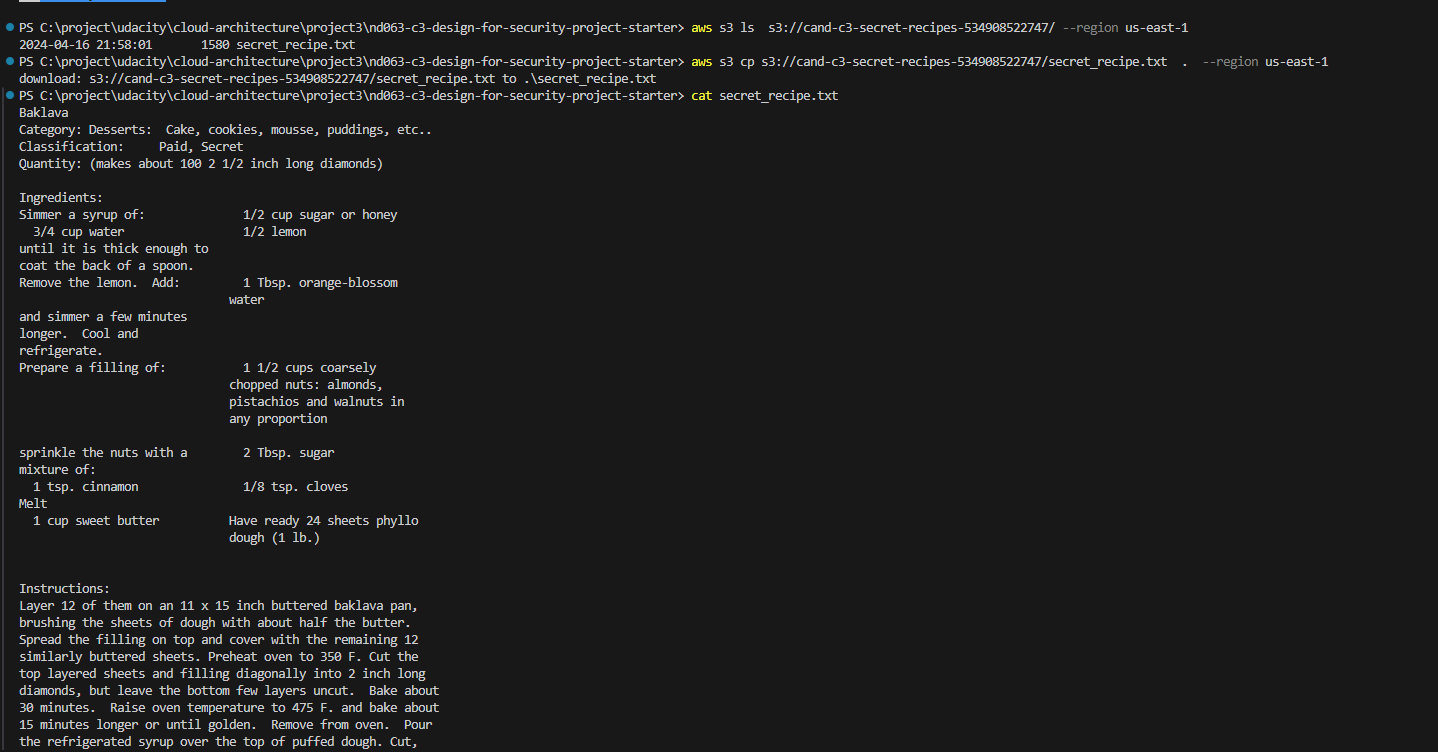 PS C:\project\udacity\cloud-architecture\project3\nd063-c3-design-for-security-project-starter> aws s3 ls  s3://cand-c3-secret-recipes-534908522747/ --region us-east-1
2024-04-16 21:58:01       1580 secret_recipe.txt
PS C:\project\udacity\cloud-architecture\project3\nd063-c3-design-for-security-project-starter> aws s3 cp s3://cand-c3-secret-recipes-534908522747/secret_recipe.txt  .  --region us-east-1
download: s3://cand-c3-secret-recipes-534908522747/secret_recipe.txt to .\secret_recipe.txt
PS C:\project\udacity\cloud-architecture\project3\nd063-c3-design-for-security-project-starter> cat secret_recipe.txt
Baklava
Category: Desserts:  Cake, cookies, mousse, puddings, etc..
Classification:     Paid, Secret
Quantity: (makes about 100 2 1/2 inch long diamonds)
Ingredients:
Simmer a syrup of:              1/2 cup sugar or honey
  3/4 cup water                 1/2 lemon
until it is thick enough to
coat the back of a spoon.
Remove the lemon.  Add:         1 Tbsp. orange-blossom
                              water
and simmer a few minutes
longer.  Cool and
refrigerate.
Prepare a filling of:           1 1/2 cups coarsely
                              chopped nuts: almonds,
                              pistachios and walnuts in
                              any proportion
sprinkle the nuts with a        2 Tbsp. sugar
mixture of:
  1 tsp. cinnamon               1/8 tsp. cloves
Melt
  1 cup sweet butter          Have ready 24 sheets phyllo
                              dough (1 lb.)
Instructions:
Layer 12 of them on an 11 x 15 inch buttered baklava pan,
brushing the sheets of dough with about half the butter.
Spread the filling on top and cover with the remaining 12
similarly buttered sheets. Preheat oven to 350 F. Cut the
top layered sheets and filling diagonally into 2 inch long
diamonds, but leave the bottom few layers uncut.  Bake about
30 minutes.  Raise oven temperature to 475 F. and bake about
15 minutes longer or until golden.  Remove from oven.  Pour
the refrigerated syrup over the top of puffed dough. Cut,